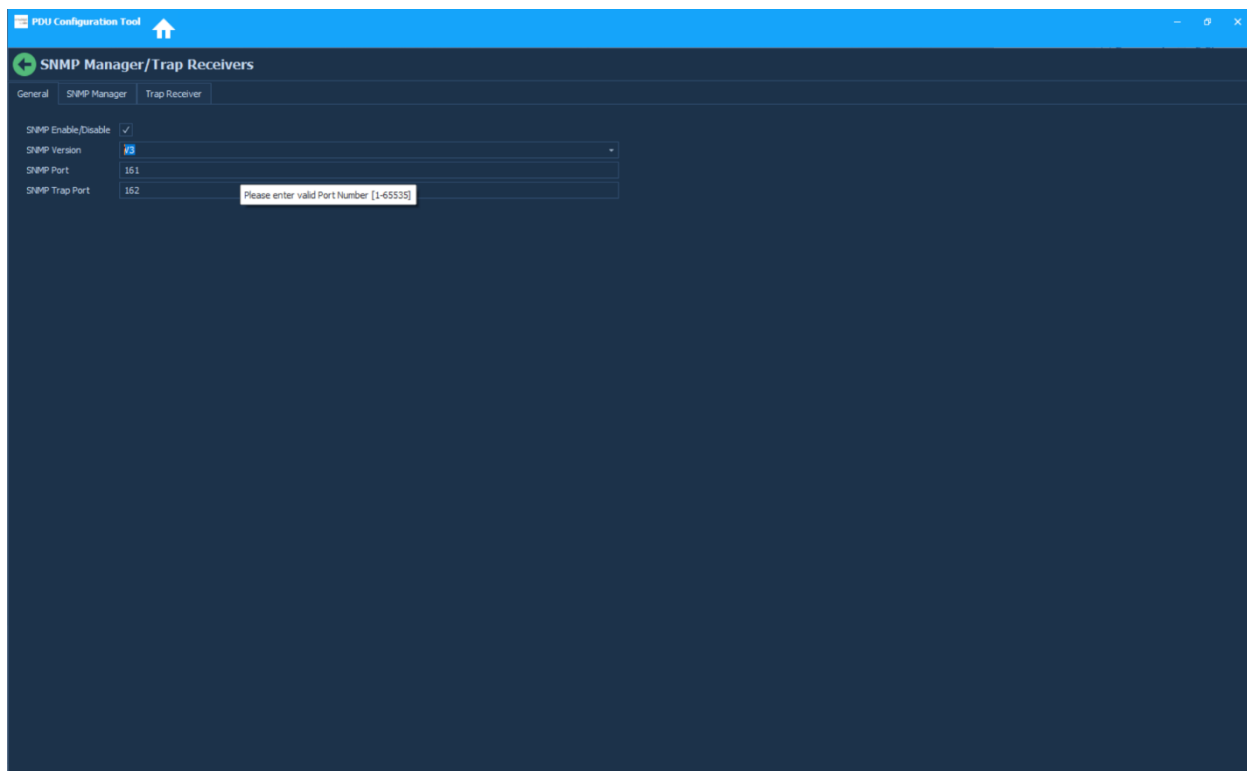 PDU Configuration Tool
SNMP Manager/Trap Receivers
General SNMP Manager Trap Receiver
SNMP Enable/Disable
SNMP Version V3
SNMP Port 161
SNMP Trap Port 162
Please enter valid Port Number [1-65535]